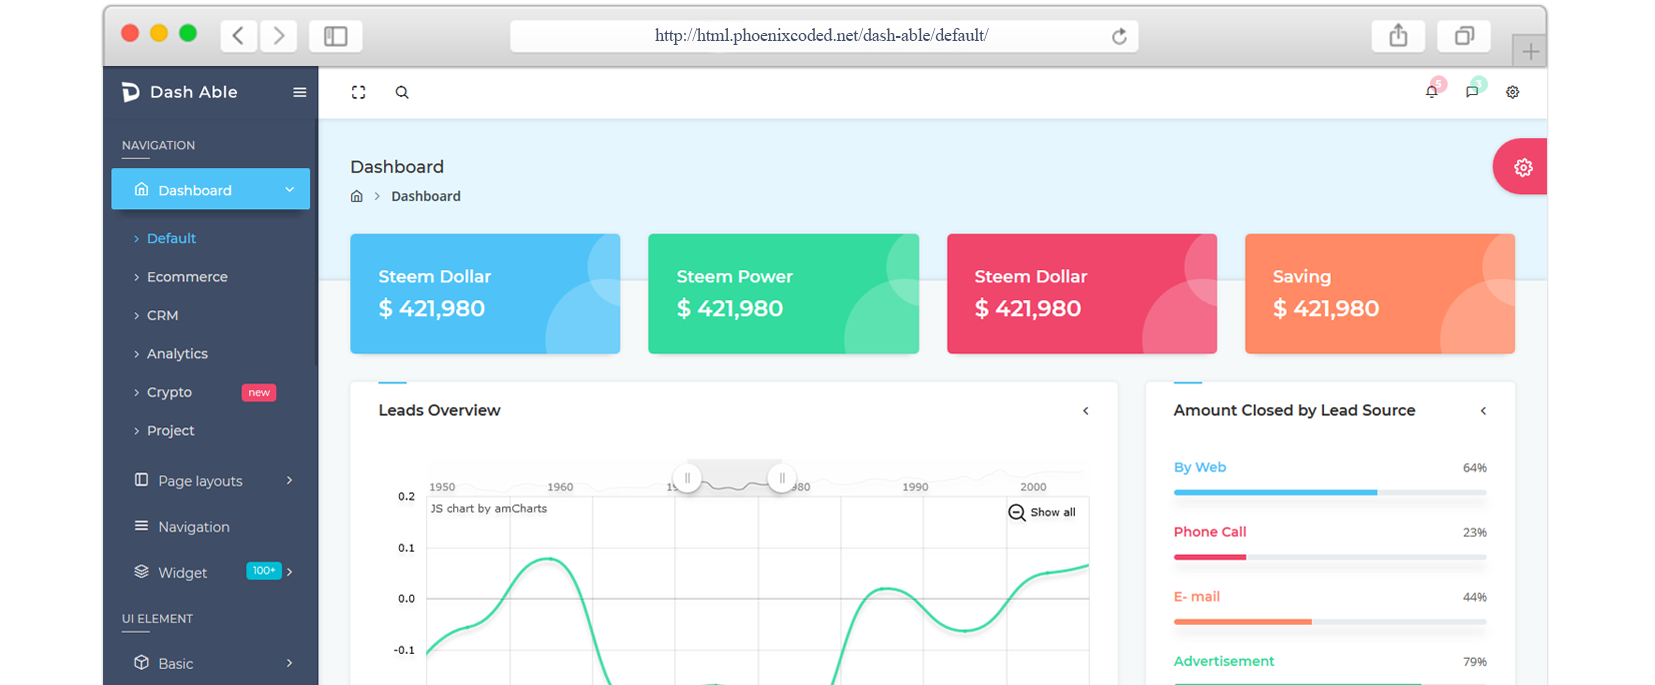 http://html.phoenixcoded.net/dash-able/default/
Dash Able
5
3
NAVIGATION
Dashboard
Default
Ecommerce
CRM
Analytics
Crypto new
Project
Page layouts
Navigation
Widget 100+
UI ELEMENT
Basic
Dashboard
Dashboard
Steem Dollar
$ 421,980
Steem Power
$ 421,980
Steem Dollar
$ 421,980
Saving
$ 421,980
Leads Overview
1950 1960 1990 2000
JS chart by amCharts
Show all
0.2
0.1
0.0
-0.1
Amount Closed by Lead Source
By Web 64%
Phone Call 23%
E- mail 44%
Advertisement 79%